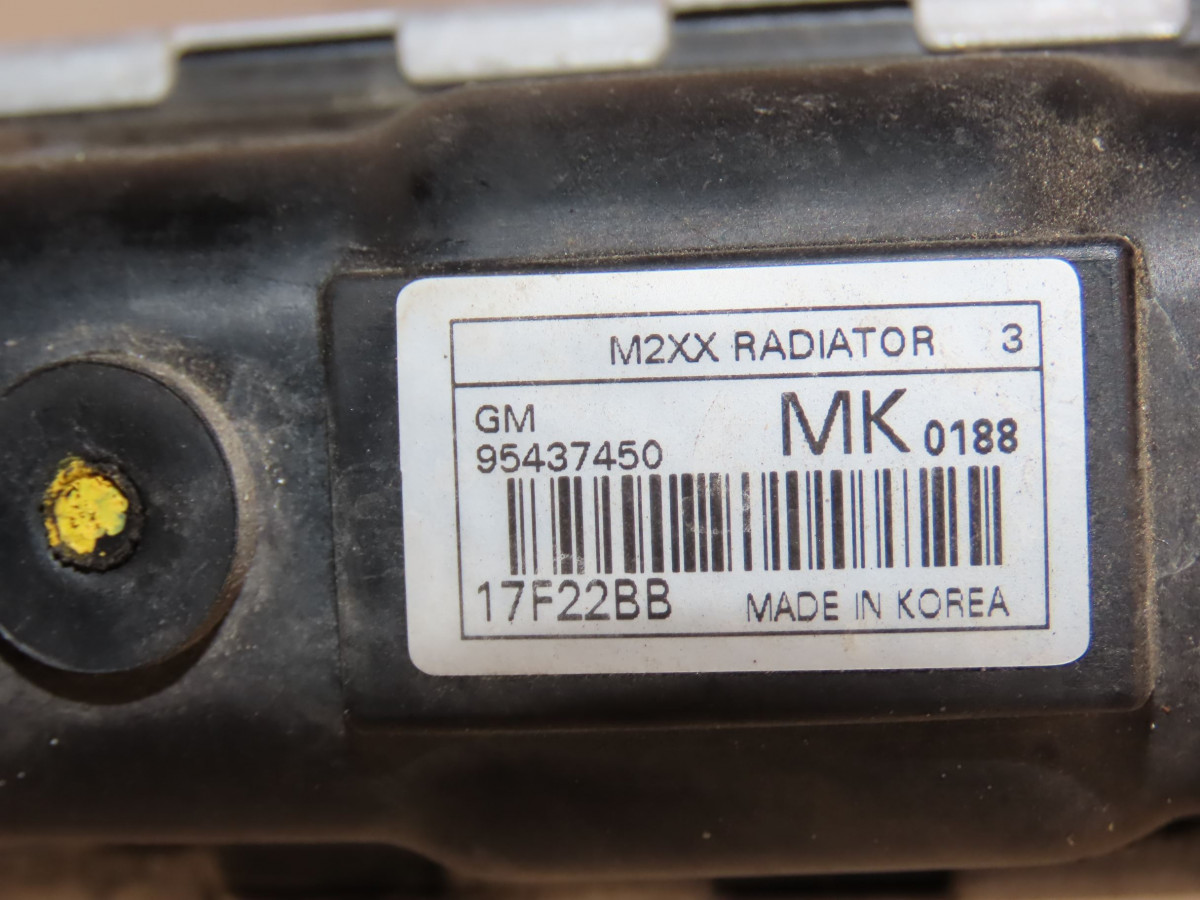 M2XX RADIATOR 3
GM
95437450
MK 0188
17F22BB
MADE IN KOREA